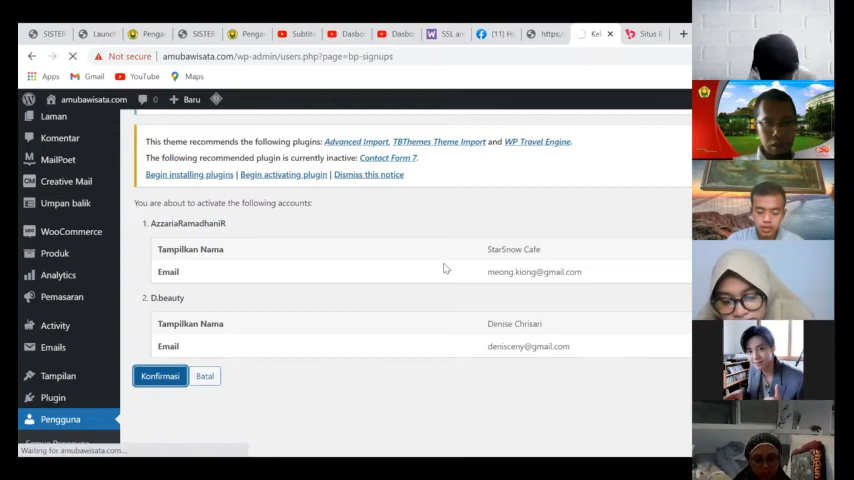 SISTER
Launch
Pengar
SISTER
Pengar
Subtitle
Dasbo
Dasbo
SSL an
(11) Ha
https:/
Kel
Situs B
Not secure | amubawisata.com/wp-admin/users.php?page=bp-signups
Apps
Gmail
YouTube
Maps
amubawisata.com
0
Baru
Laman
Komentar
MailPoet
Creative Mail
Umpan balik
WooCommerce
Produk
Analytics
Pemasaran
Activity
Emails
Tampilan
Plugin
Pengguna
Waiting for amubawisata.com...
This theme recommends the following plugins: Advanced Import, TBThemes Theme Import and WP Travel Engine.
The following recommended plugin is currently inactive: Contact Form 7.
Begin installing plugins | Begin activating plugin | Dismiss this notice
You are about to activate the following accounts:
1. AzzariaRamadhaniR
Tampilkan Nama
StarSnow Cafe
Email
meong.kiong@gmail.com
2. D.beauty
Tampilkan Nama
Denise Chrisari
Email
denisceny@gmail.com
Konfirmasi
Batal